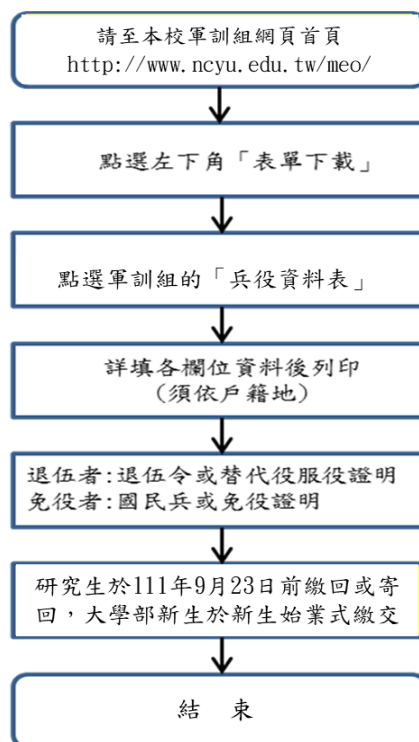 請至本校軍訓組網頁首頁
http://www.ncyu.edu.tw/meo/
點選左下角「表單下載」
點選軍訓組的「兵役資料表」
詳填各欄位資料後列印
(須依戶籍地)
退伍者:退伍令或替代役服役證明
免役者:國民兵或免役證明
研究生於111年9月23日前繳回或寄
回，大學部新生於新生始業式繳交
結　束